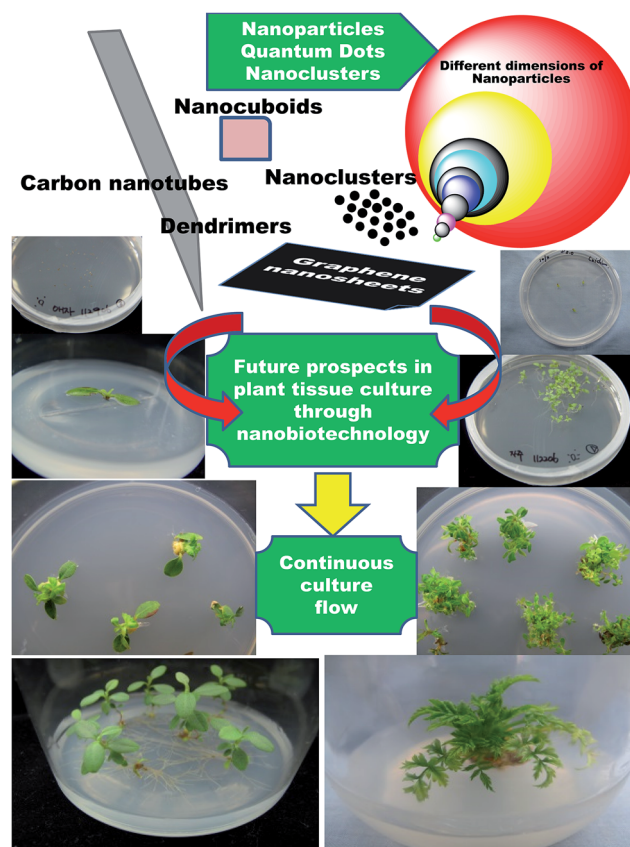 Nanoparticles
Quantum Dots
Nanoclusters
Different dimensions of
Nanoparticles
Nanocuboids
Carbon nanotubes
Nanoclusters
Dendrimers
Graphene
nanosheets
Future prospects in
plant tissue culture
through
nanobiotechnology
Continuous
culture
flow